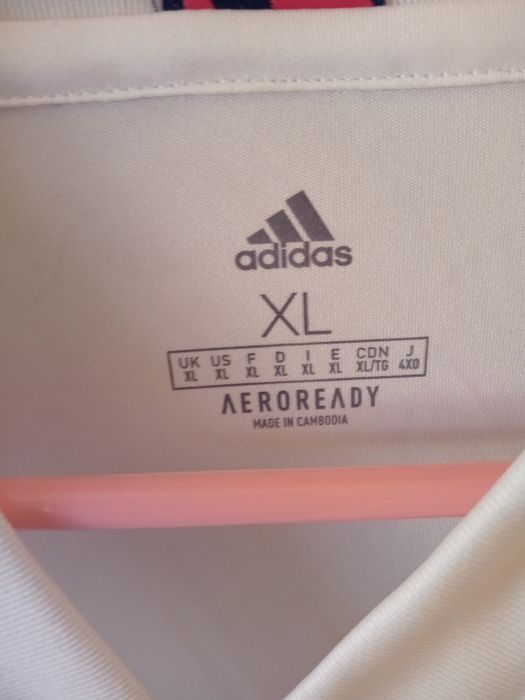 adidas
XL
UK US F D I E CDN J
XL XL XL XL XL XL XL/TG 4XO
AEROREADY
MADE IN CAMBODIA